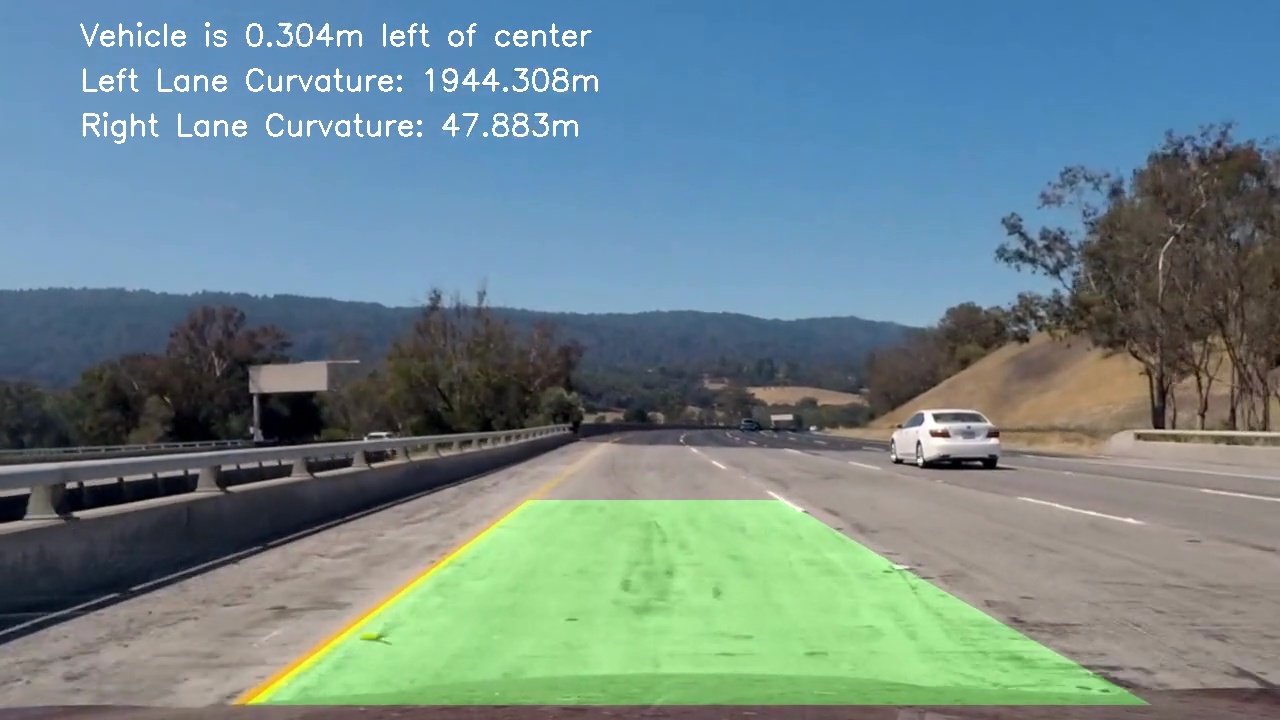 Vehicle is 0.304m left of center
Left Lane Curvature: 1944.308m
Right Lane Curvature: 47.883m